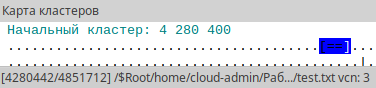 Карта кластеров
Начальный кластер: 4 280 400
[==]
[4280442/4851712] /$Root/home/cloud-admin/Раб.../test.txt vcn: 3